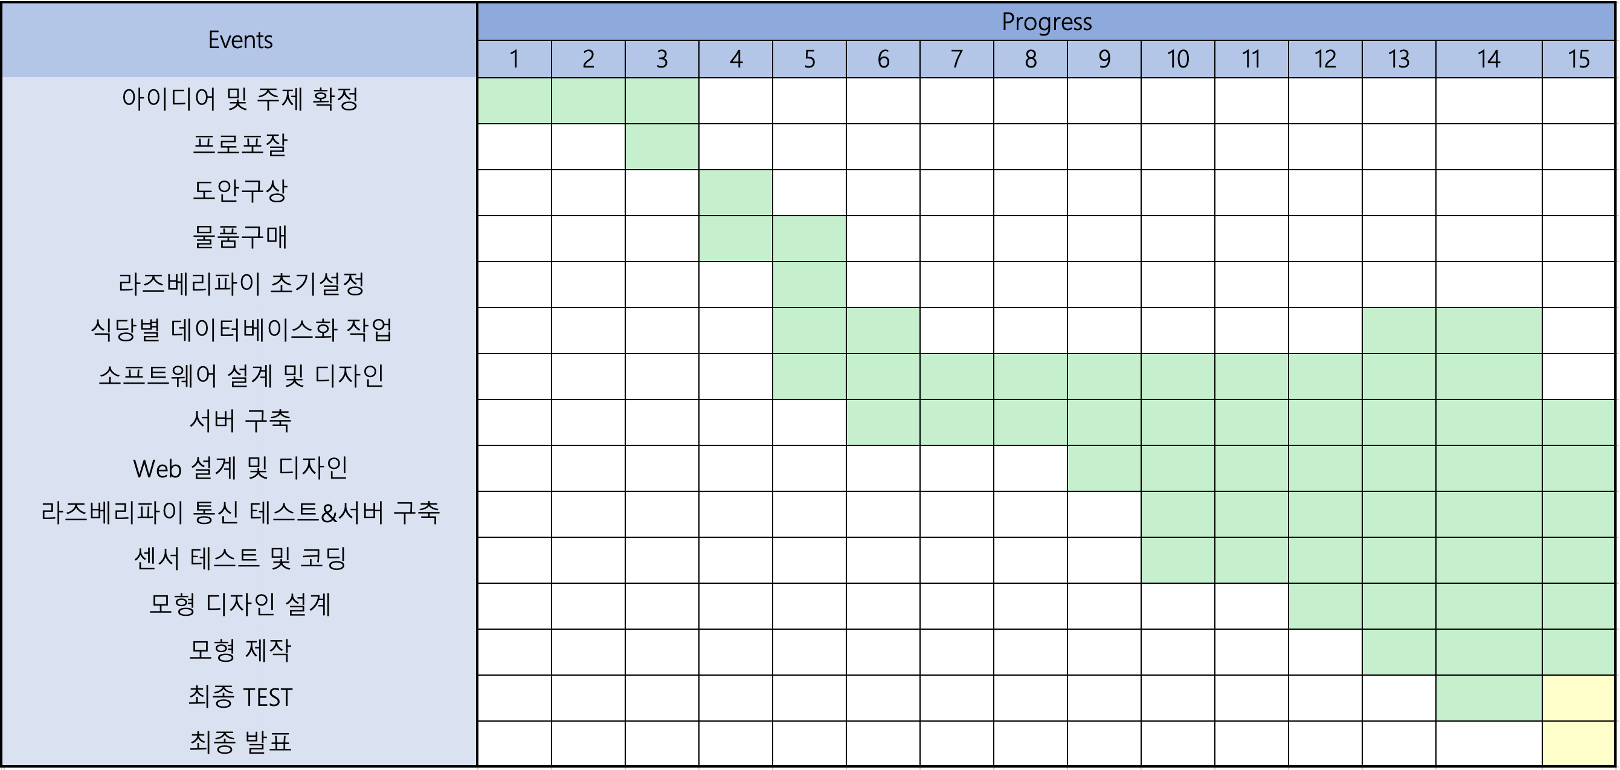 Events
Progress
1 2 3 4 5 6 7 8 9 10 11 12 13 14 15
아이디어 및 주제 확정
프로포잘
도안구상
물품구매
라즈베리파이 초기설정
식당별 데이터베이스화 작업
소프트웨어 설계 및 디자인
서버 구축
Web 설계 및 디자인
라즈베리파이 통신 테스트&서버 구축
센서 테스트 및 코딩
모형 디자인 설계
모형 제작
최종 TEST
최종 발표